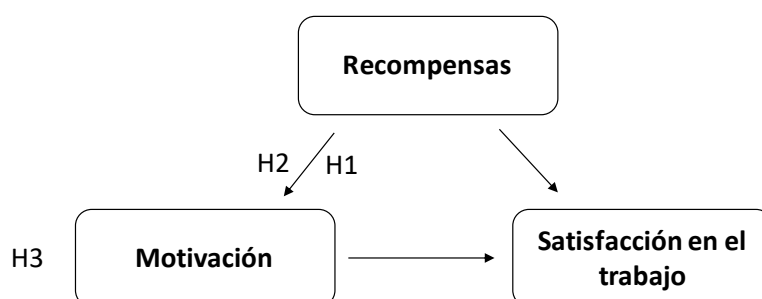 Recompensas
H2
H1
H3
Motivación
Satisfacción en el
trabajo